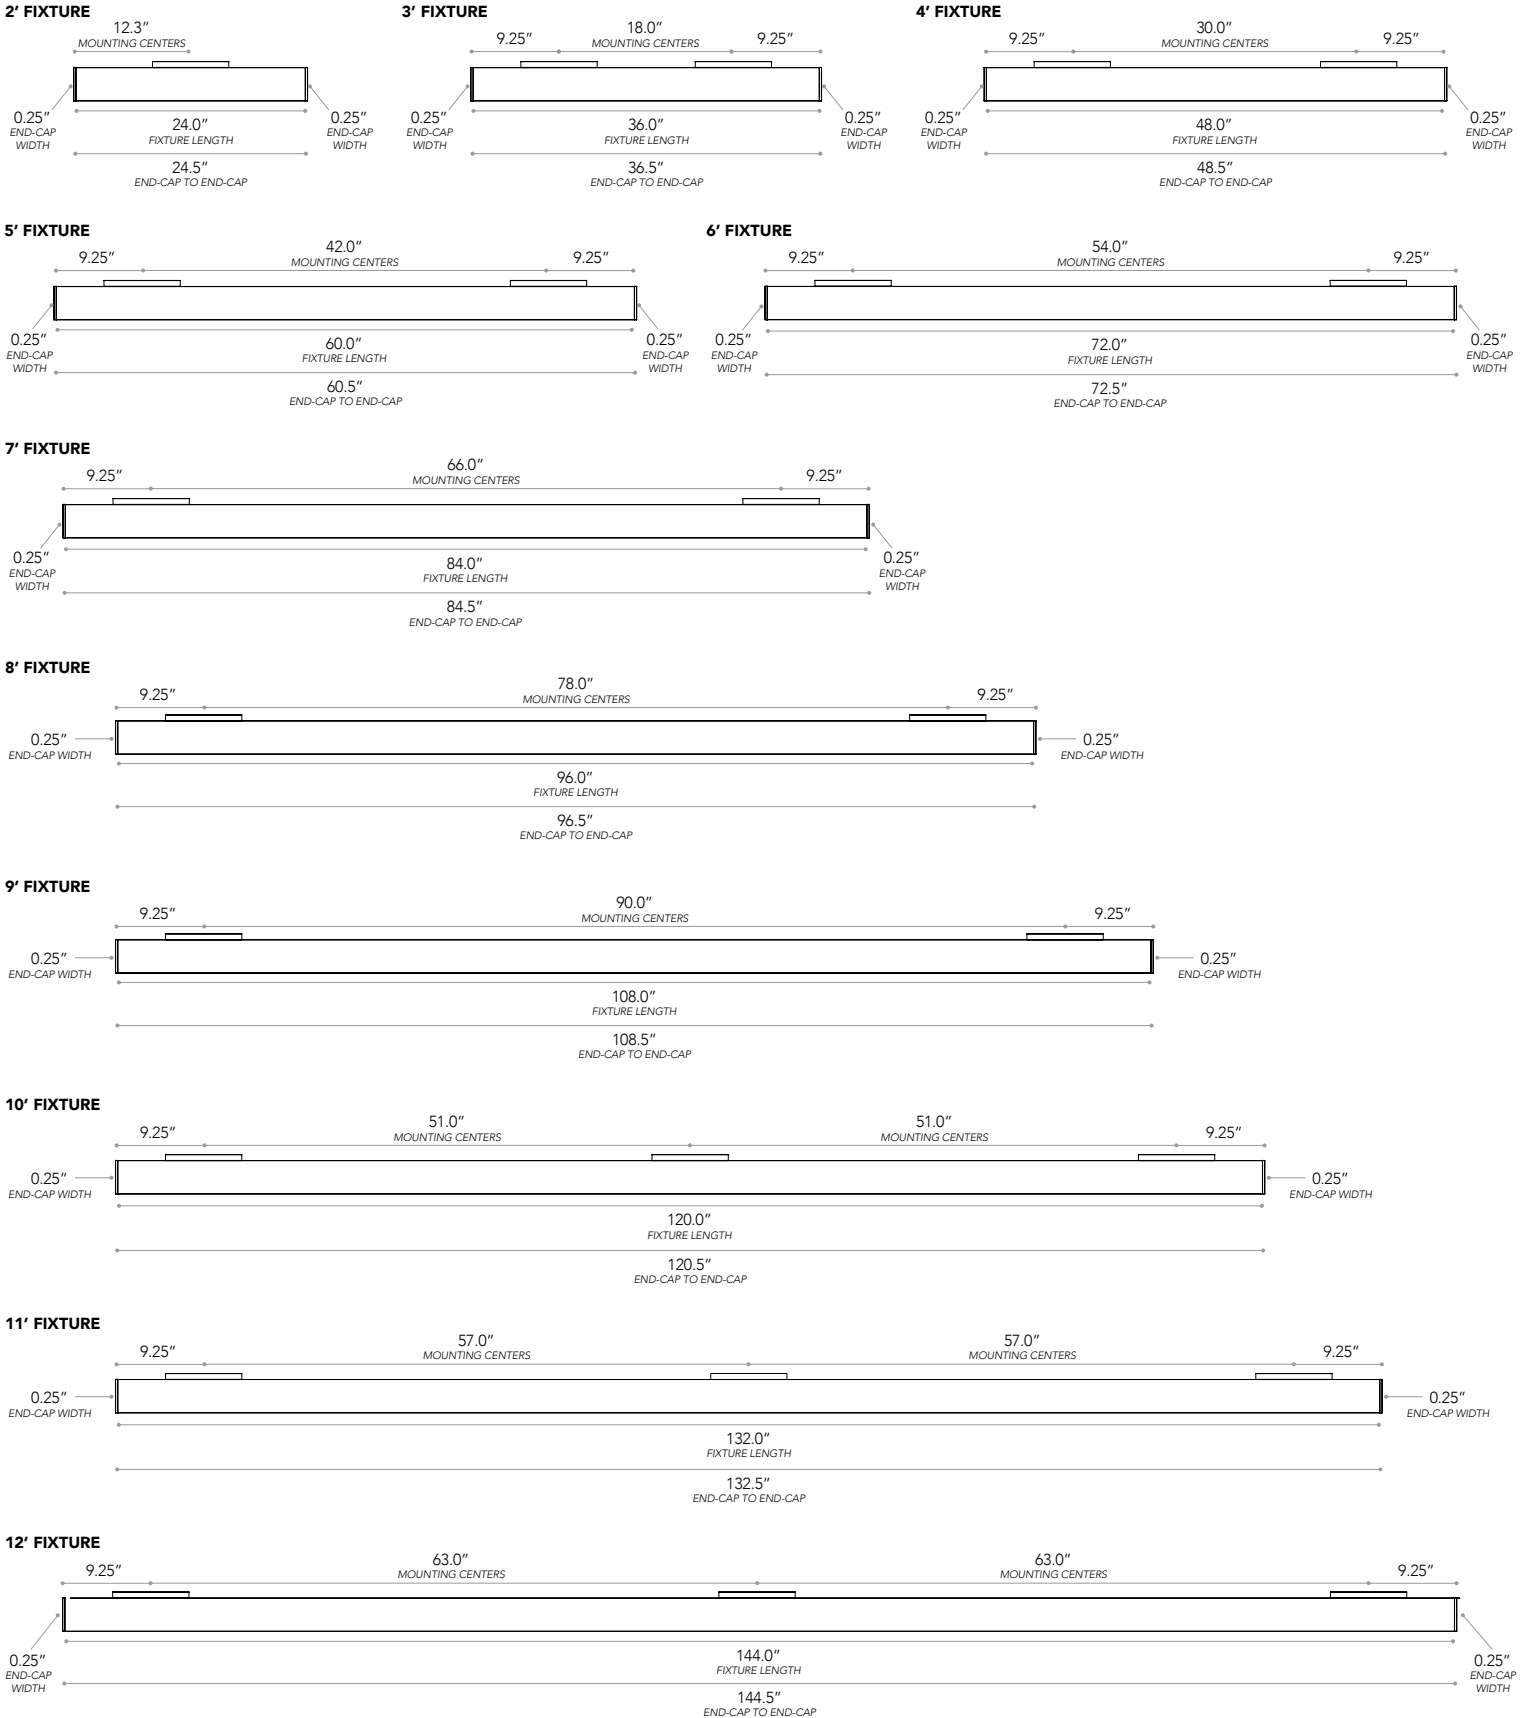 2’ FIXTURE
12.3”
MOUNTING CENTERS
0.25”
END-CAP
WIDTH
0.25”
END-CAP
WIDTH
24.0”
FIXTURE LENGTH
24.5”
END-CAP TO END-CAP
3’ FIXTURE
9.25”
18.0”
MOUNTING CENTERS
9.25”
0.25”
END-CAP
WIDTH
0.25”
END-CAP
WIDTH
36.0”
FIXTURE LENGTH
36.5”
END-CAP TO END-CAP
4’ FIXTURE
9.25”
30.0”
MOUNTING CENTERS
9.25”
0.25”
END-CAP
WIDTH
0.25”
END-CAP
WIDTH
48.0”
FIXTURE LENGTH
48.5”
END-CAP TO END-CAP
5’ FIXTURE
9.25”
42.0”
MOUNTING CENTERS
9.25”
0.25”
END-CAP
WIDTH
0.25”
END-CAP
WIDTH
60.0”
FIXTURE LENGTH
60.5”
END-CAP TO END-CAP
6’ FIXTURE
9.25”
54.0”
MOUNTING CENTERS
9.25”
0.25”
END-CAP
WIDTH
0.25”
END-CAP
WIDTH
72.0”
FIXTURE LENGTH
72.5”
END-CAP TO END-CAP
7’ FIXTURE
9.25”
66.0”
MOUNTING CENTERS
9.25”
0.25”
END-CAP
WIDTH
0.25”
END-CAP
WIDTH
84.0”
FIXTURE LENGTH
84.5”
END-CAP TO END-CAP
8’ FIXTURE
9.25”
78.0”
MOUNTING CENTERS
9.25”
0.25”
END-CAP WIDTH
0.25”
END-CAP WIDTH
96.0”
FIXTURE LENGTH
96.5”
END-CAP TO END-CAP
9’ FIXTURE
9.25”
90.0”
MOUNTING CENTERS
9.25”
0.25”
END-CAP WIDTH
0.25”
END-CAP WIDTH
108.0”
FIXTURE LENGTH
108.5”
END-CAP TO END-CAP
10’ FIXTURE
9.25”
51.0”
MOUNTING CENTERS
51.0”
MOUNTING CENTERS
9.25”
0.25”
END-CAP WIDTH
0.25”
END-CAP WIDTH
120.0”
FIXTURE LENGTH
120.5”
END-CAP TO END-CAP
11’ FIXTURE
9.25”
57.0”
MOUNTING CENTERS
57.0”
MOUNTING CENTERS
9.25”
0.25”
END-CAP WIDTH
0.25”
END-CAP WIDTH
132.0”
FIXTURE LENGTH
132.5”
END-CAP TO END-CAP
12’ FIXTURE
9.25”
63.0”
MOUNTING CENTERS
63.0”
MOUNTING CENTERS
9.25”
0.25”
END-CAP
WIDTH
0.25”
END-CAP
WIDTH
144.0”
FIXTURE LENGTH
144.5”
END-CAP TO END-CAP